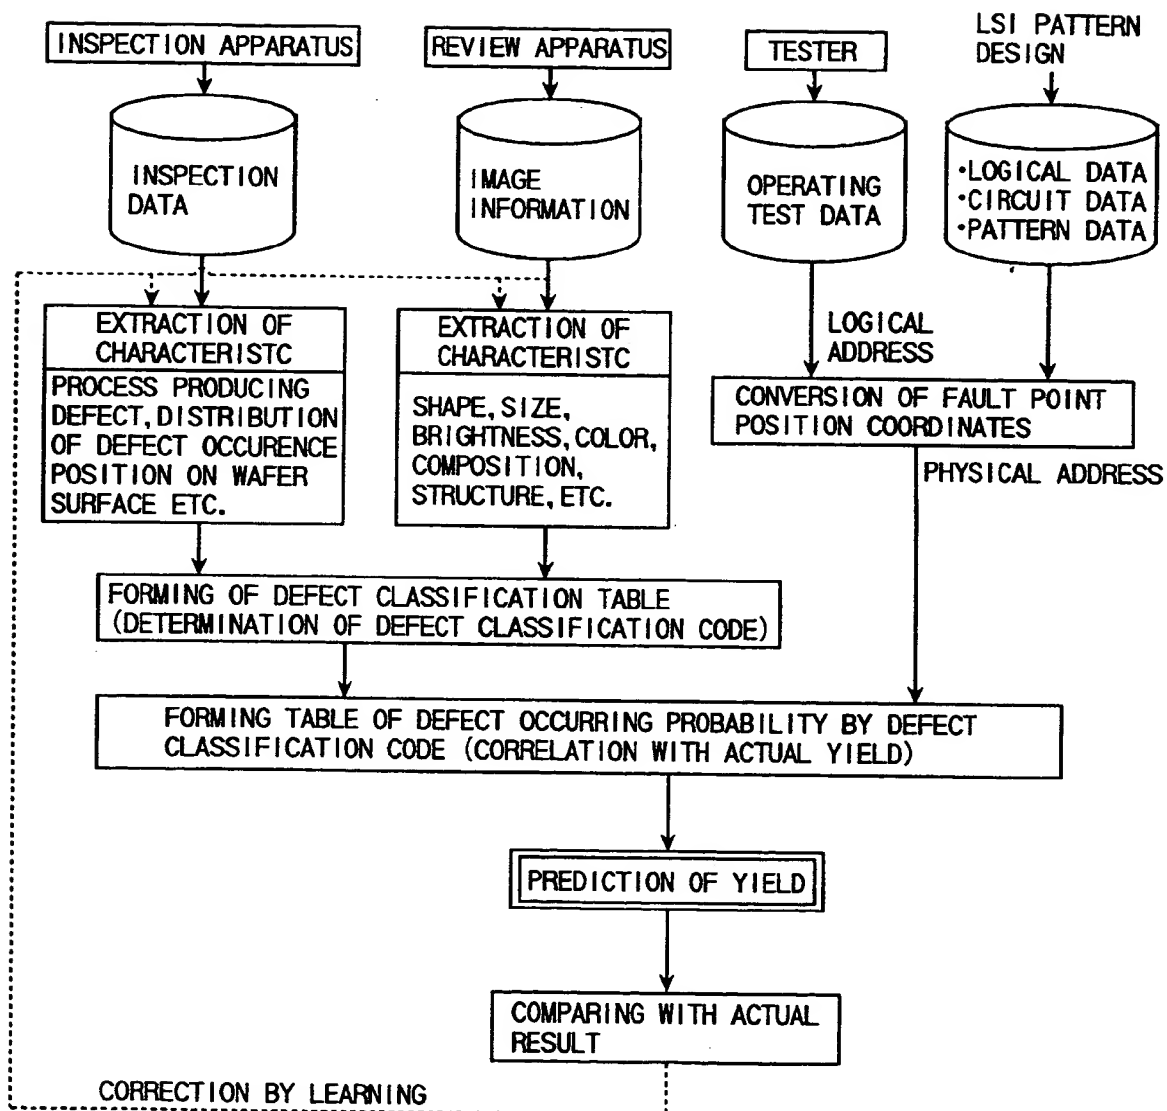 INSPECTION APPARATUS
REVIEW APPARATUS
TESTER
LSI PATTERN
DESIGN
INSPECTION
DATA
IMAGE
INFORMATION
OPERATING
TEST DATA
•LOGICAL DATA
•CIRCUIT DATA
•PATTERN DATA
EXTRACTION OF
CHARACTERISTC
PROCESS PRODUCING
DEFECT, DISTRIBUTION
OF DEFECT OCCURENCE
POSITION ON WAFER
SURFACE ETC.
EXTRACTION OF
CHARACTERISTC
SHAPE, SIZE,
BRIGHTNESS, COLOR,
COMPOSITION,
STRUCTURE, ETC.
LOGICAL
ADDRESS
CONVERSION OF FAULT POINT
POSITION COORDINATES
PHYSICAL ADDRESS
FORMING OF DEFECT CLASSIFICATION TABLE
(DETERMINATION OF DEFECT CLASSIFICATION CODE)
FORMING TABLE OF DEFECT OCCURRING PROBABILITY BY DEFECT
CLASSIFICATION CODE (CORRELATION WITH ACTUAL YIELD)
PREDICTION OF YIELD
COMPARING WITH ACTUAL
RESULT
CORRECTION BY LEARNING